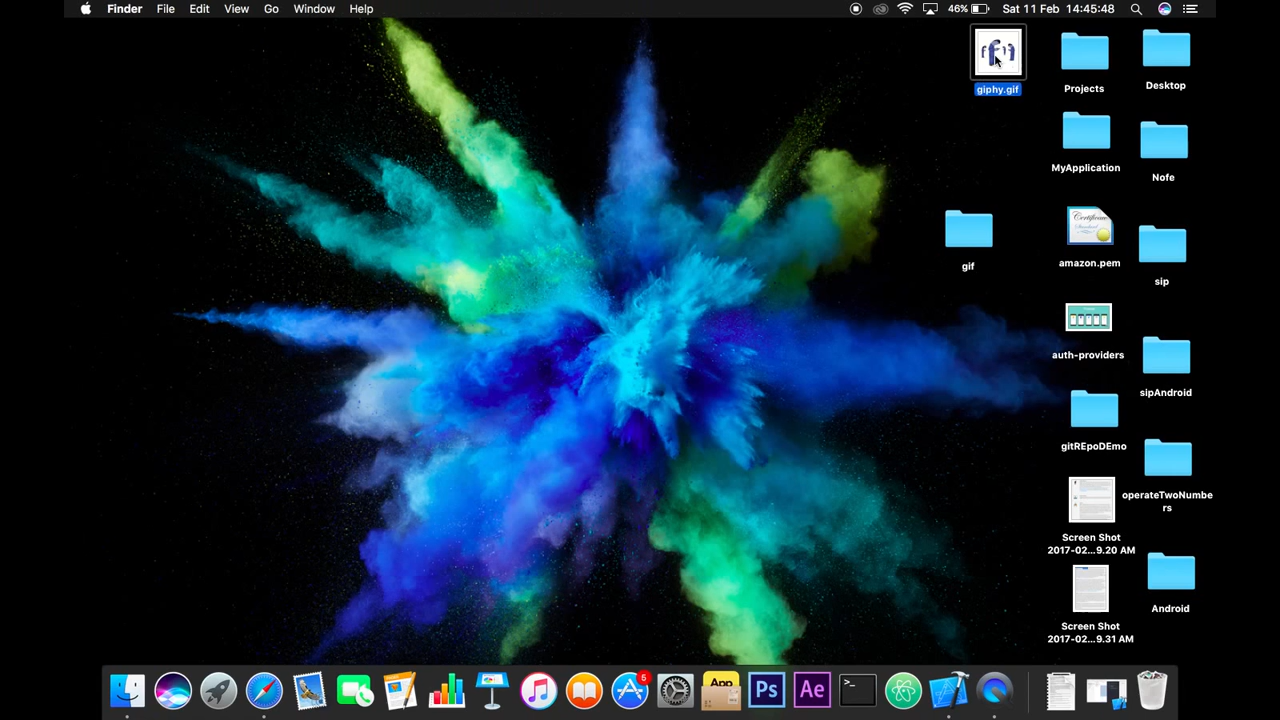 Finder File Edit View Go Window Help 46% Sat 11 Feb 14:45:48
giphy.gif
Projects
Desktop
MyApplication
Nofe
gif
amazon.pem
sip
auth-providers
sipAndroid
gitREpoDEmo
operateTwoNumbe
rs
Screen Shot
2017-02...9.20 AM
Android
Screen Shot
2017-02...9.31 AM
5
App
Ps
Ae
>_